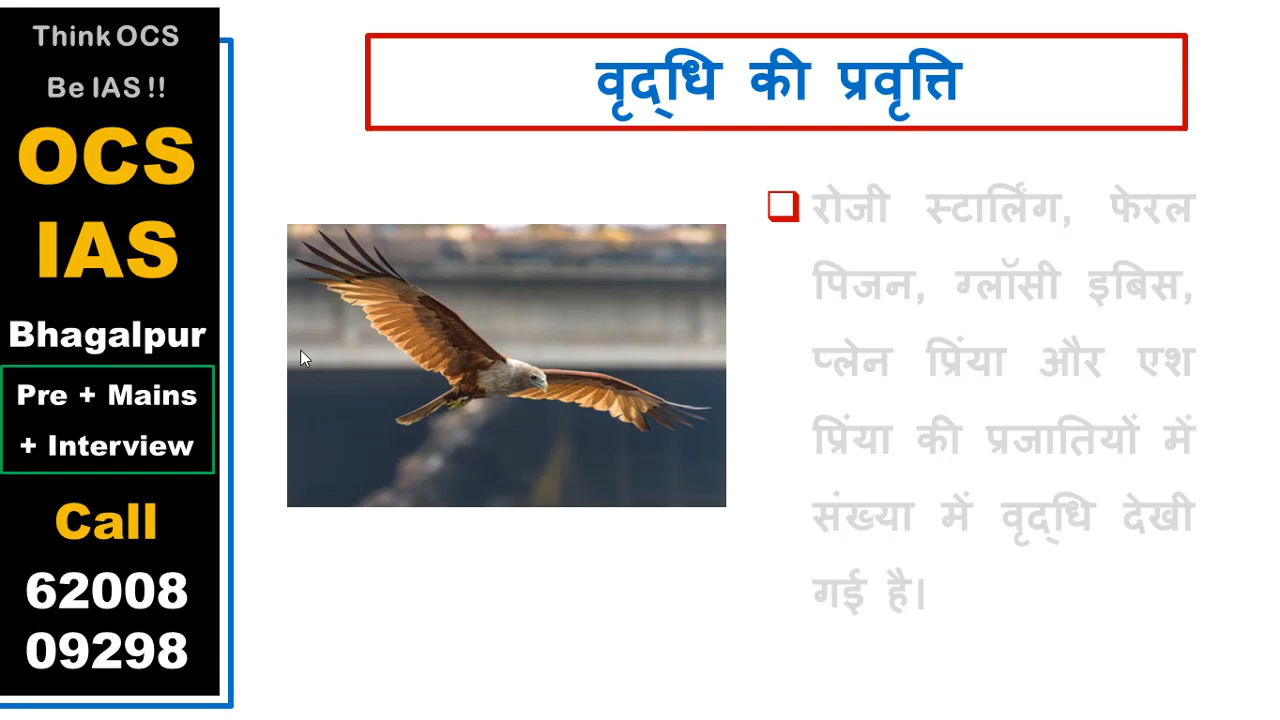 Think OCS
Be IAS !!
OCS
IAS
Bhagalpur
Pre + Mains
+ Interview
Call
62008
09298
वृद्धि की प्रवृत्ति
रोजी स्टार्लिंग, फेरल
पिजन, ग्लॉसी इबिस,
प्लेन प्रिंया और एश
प्रिंया की प्रजातियों में
संख्या में वृद्धि देखी
गई है।